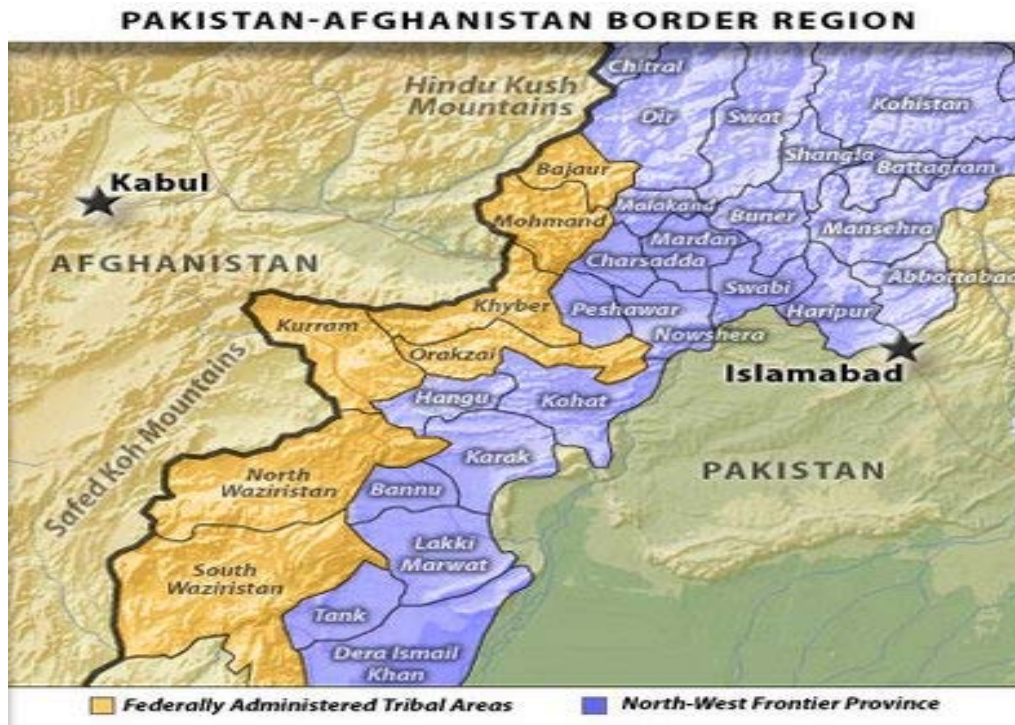 PAKISTAN-AFGHANISTAN BORDER REGION
Chitral
Hindu Kush
Mountains
Dir
Swat
Kohistan
Shangla
Battagram
Bajaur
Kabul
Malakand
Buner
Mansehra
Mohmand
Mardan
AFGHANISTAN
Charsadda
Abbottabad
Swabi
Khyber
Peshawar
Haripur
Kurram
Nowshera
Orakzai
Islamabad
Hangu
Kohat
Safed Koh Mountains
Karak
PAKISTAN
North
Waziristan
Bannu
Lakki
Marwat
South
Waziristan
Tank
Dera Ismail
Khan
Federally Administered Tribal Areas
North-West Frontier Province